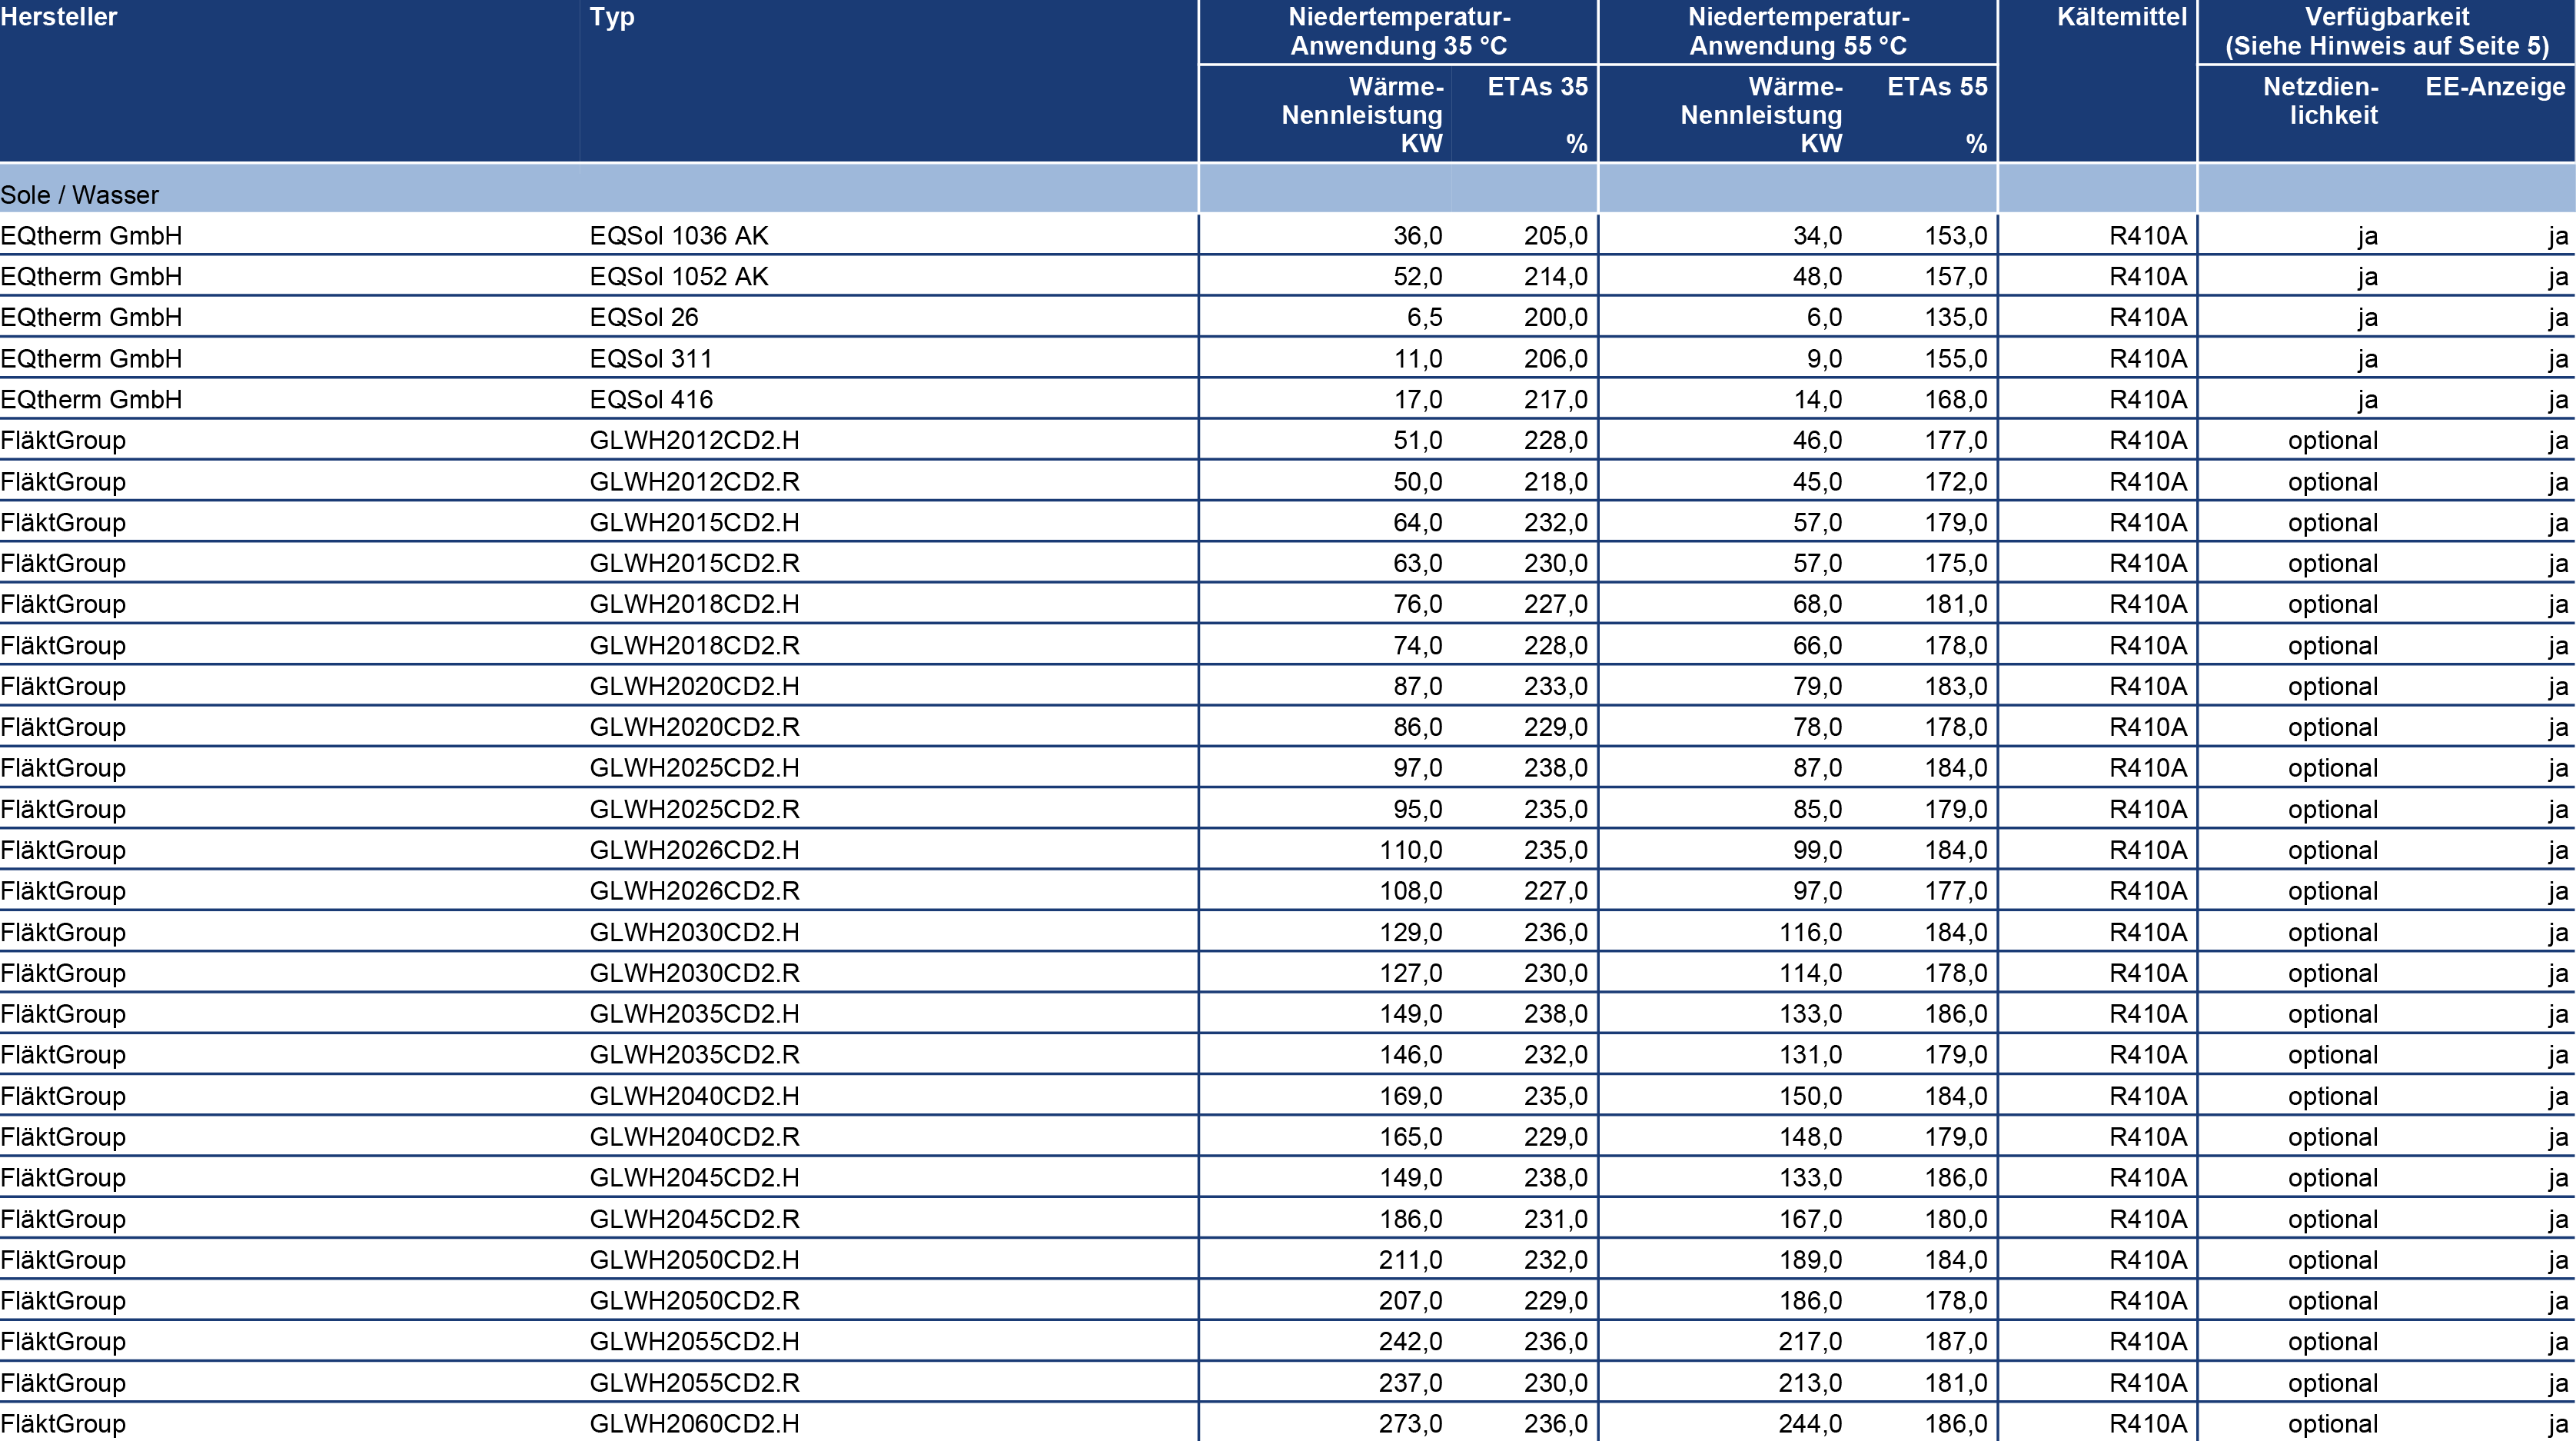 Hersteller Typ Niedertemperatur- Niedertemperatur- Kältemittel Verfügbarkeit
Anwendung 35 °C Anwendung 55 °C (Siehe Hinweis auf Seite 5)
Wärme- ETAs 35 Wärme- ETAs 55 Netzdien- EE-Anzeige
Nennleistung Nennleistung lichkeit
KW % KW %
Sole / Wasser
EQtherm GmbH EQSol 1036 AK 36,0 205,0 34,0 153,0 R410A ja ja
EQtherm GmbH EQSol 1052 AK 52,0 214,0 48,0 157,0 R410A ja ja
EQtherm GmbH EQSol 26 6,5 200,0 6,0 135,0 R410A ja ja
EQtherm GmbH EQSol 311 11,0 206,0 9,0 155,0 R410A ja ja
EQtherm GmbH EQSol 416 17,0 217,0 14,0 168,0 R410A ja ja
FläktGroup GLWH2012CD2.H 51,0 228,0 46,0 177,0 R410A optional ja
FläktGroup GLWH2012CD2.R 50,0 218,0 45,0 172,0 R410A optional ja
FläktGroup GLWH2015CD2.H 64,0 232,0 57,0 179,0 R410A optional ja
FläktGroup GLWH2015CD2.R 63,0 230,0 57,0 175,0 R410A optional ja
FläktGroup GLWH2018CD2.H 76,0 227,0 68,0 181,0 R410A optional ja
FläktGroup GLWH2018CD2.R 74,0 228,0 66,0 178,0 R410A optional ja
FläktGroup GLWH2020CD2.H 87,0 233,0 79,0 183,0 R410A optional ja
FläktGroup GLWH2020CD2.R 86,0 229,0 78,0 178,0 R410A optional ja
FläktGroup GLWH2025CD2.H 97,0 238,0 87,0 184,0 R410A optional ja
FläktGroup GLWH2025CD2.R 95,0 235,0 85,0 179,0 R410A optional ja
FläktGroup GLWH2026CD2.H 110,0 235,0 99,0 184,0 R410A optional ja
FläktGroup GLWH2026CD2.R 108,0 227,0 97,0 177,0 R410A optional ja
FläktGroup GLWH2030CD2.H 129,0 236,0 116,0 184,0 R410A optional ja
FläktGroup GLWH2030CD2.R 127,0 230,0 114,0 178,0 R410A optional ja
FläktGroup GLWH2035CD2.H 149,0 238,0 133,0 186,0 R410A optional ja
FläktGroup GLWH2035CD2.R 146,0 232,0 131,0 179,0 R410A optional ja
FläktGroup GLWH2040CD2.H 169,0 235,0 150,0 184,0 R410A optional ja
FläktGroup GLWH2040CD2.R 165,0 229,0 148,0 179,0 R410A optional ja
FläktGroup GLWH2045CD2.H 149,0 238,0 133,0 186,0 R410A optional ja
FläktGroup GLWH2045CD2.R 186,0 231,0 167,0 180,0 R410A optional ja
FläktGroup GLWH2050CD2.H 211,0 232,0 189,0 184,0 R410A optional ja
FläktGroup GLWH2050CD2.R 207,0 229,0 186,0 178,0 R410A optional ja
FläktGroup GLWH2055CD2.H 242,0 236,0 217,0 187,0 R410A optional ja
FläktGroup GLWH2055CD2.R 237,0 230,0 213,0 181,0 R410A optional ja
FläktGroup GLWH2060CD2.H 273,0 236,0 244,0 186,0 R410A optional ja